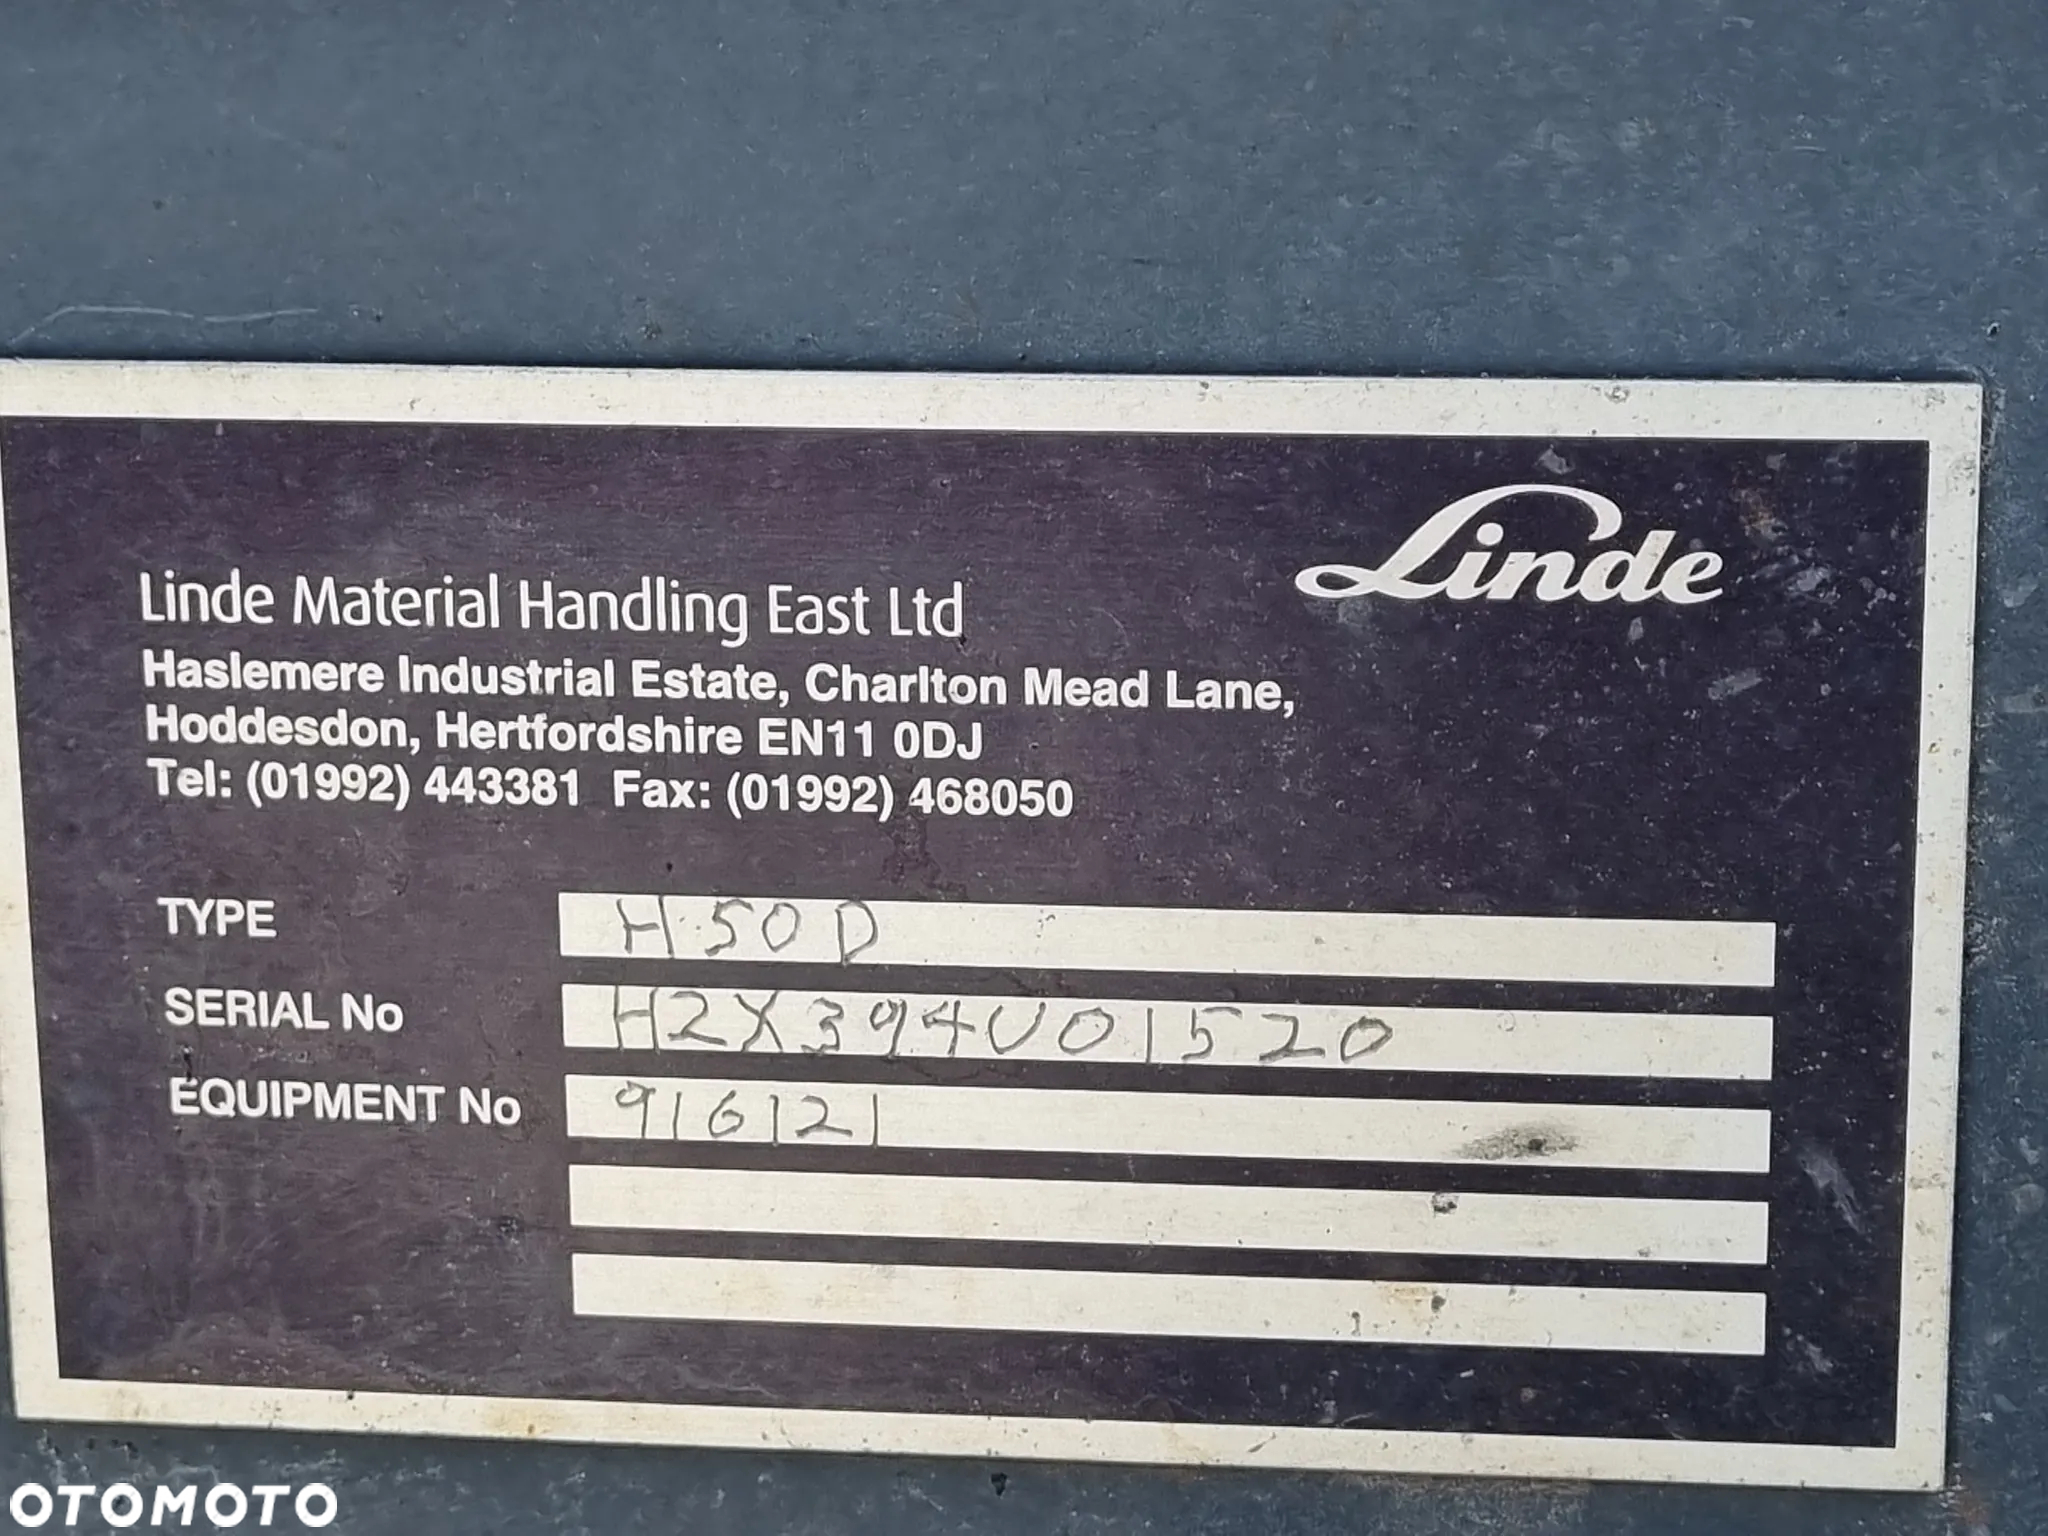 Linde
Linde Material Handling East Ltd
Haslemere Industrial Estate, Charlton Mead Lane,
Hoddesdon, Hertfordshire EN11 0DJ
Tel: (01992) 443381 Fax: (01992) 468050
TYPE H50D
SERIAL No H2X394U01520
EQUIPMENT No 916121
OTOMOTO